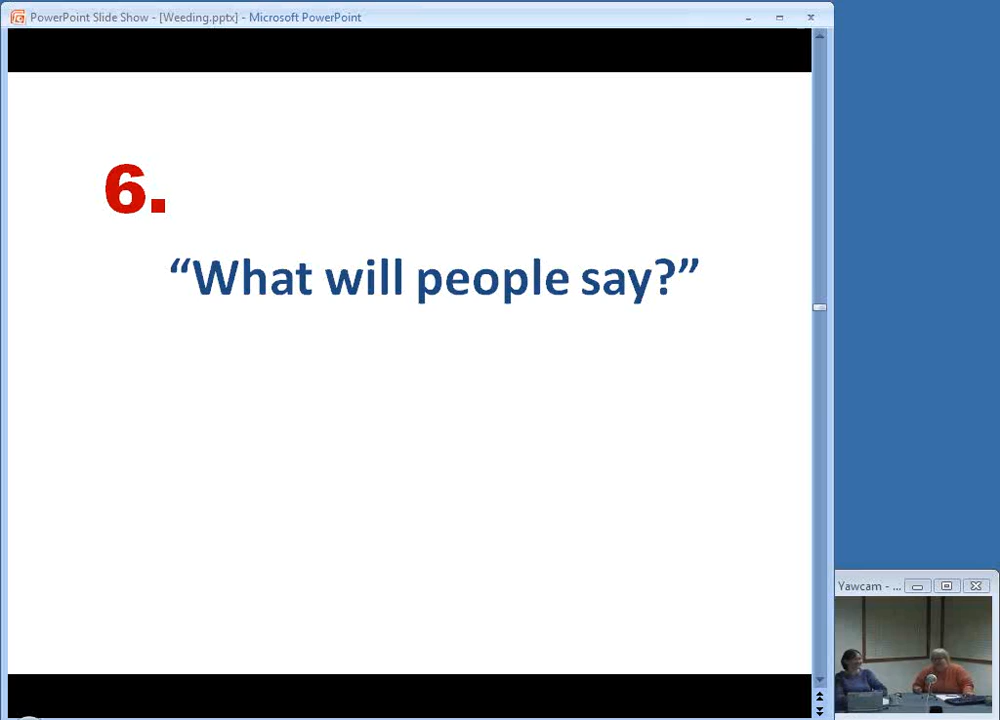 PowerPoint Slide Show - [Weeding.pptx] - Microsoft PowerPoint
6.
“What will people say?”
Yawcam - ...